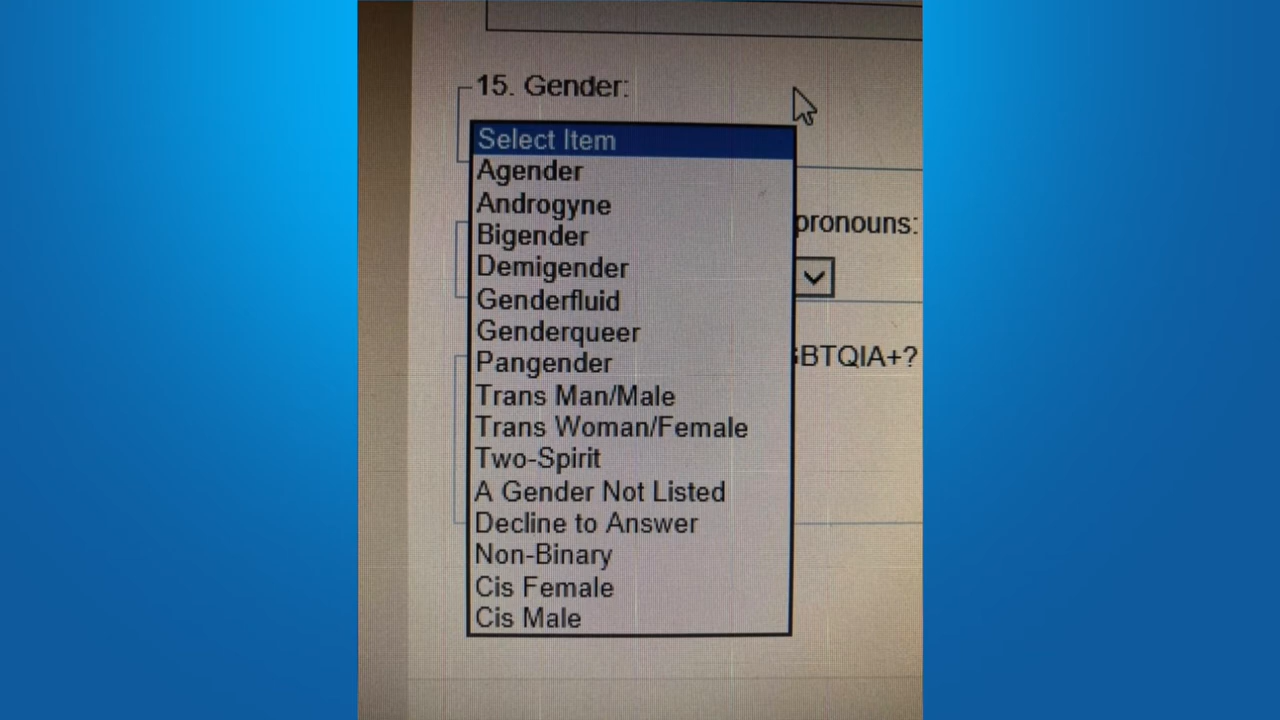 15. Gender:
Select Item
Agender
Androgyne
Bigender
pronouns:
Demigender
Genderfluid
Genderqueer
Pangender
BTQIA+?
Trans Man/Male
Trans Woman/Female
Two-Spirit
A Gender Not Listed
Decline to Answer
Non-Binary
Cis Female
Cis Male